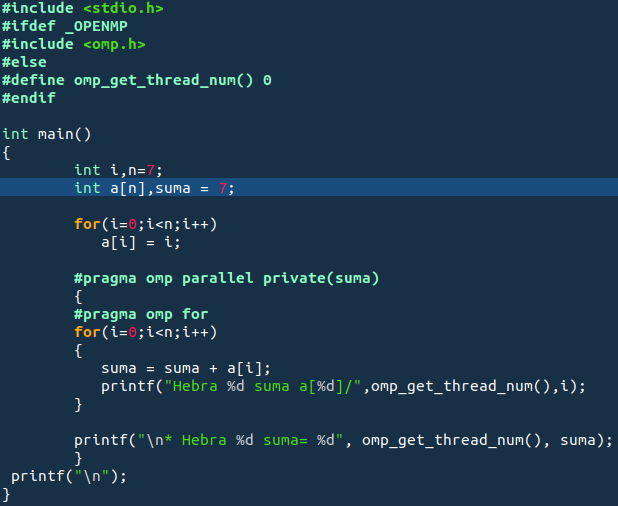 #include <stdio.h>
#ifdef _OPENMP
#include <omp.h>
#else
#define omp_get_thread_num() 0
#endif
int main()
{
int i,n=7;
int a[n],suma = 7;
for(i=0;i<n;i++)
a[i] = i;
#pragma omp parallel private(suma)
{
#pragma omp for
for(i=0;i<n;i++)
{
suma = suma + a[i];
printf("Hebra %d suma a[%d]/",omp_get_thread_num(),i);
}
printf("\n* Hebra %d suma= %d", omp_get_thread_num(), suma);
}
printf("\n");
}